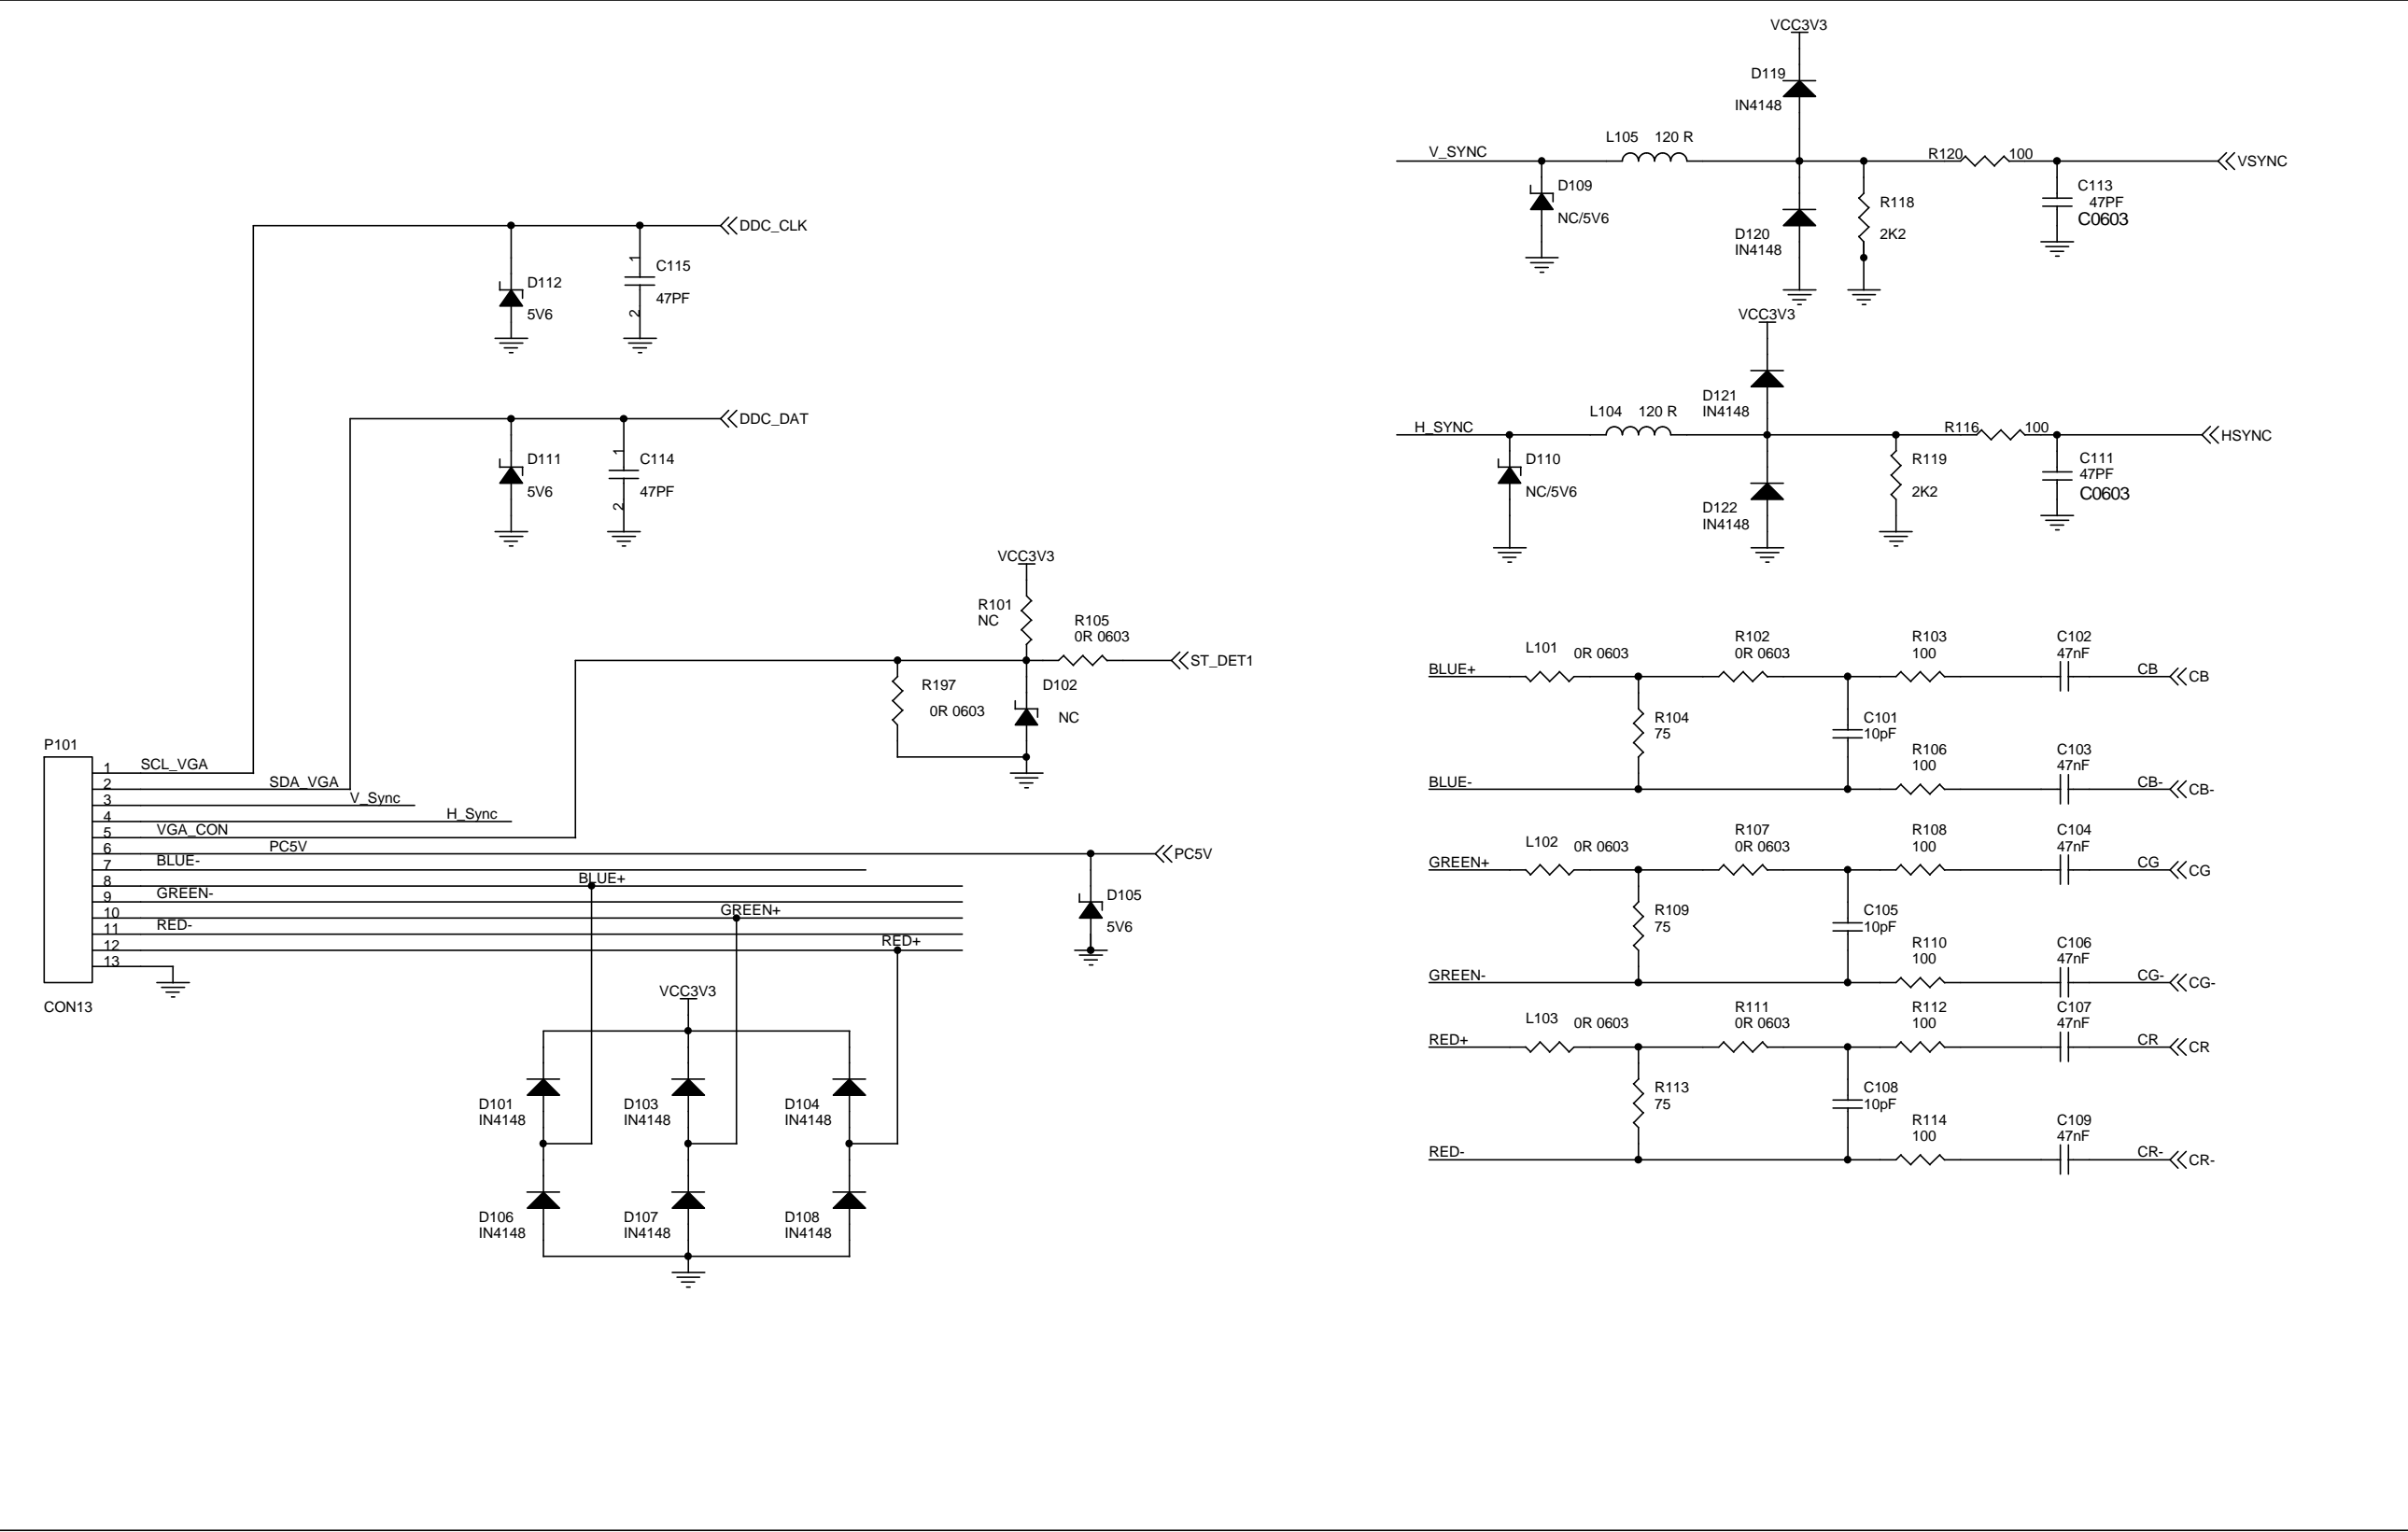 VCC3V3
D119
IN4148
L105 120 R
V_SYNC
R120 100
VSYNC
D109
NC/5V6
D120
IN4148
R118
2K2
C113
47PF
C0603
DDC_CLK
D112
5V6
1
C115
47PF
2
VCC3V3
D121
IN4148
L104 120 R
H_SYNC
R116 100
HSYNC
D110
NC/5V6
D122
IN4148
R119
2K2
C111
47PF
C0603
DDC_DAT
D111
5V6
1
C114
47PF
2
VCC3V3
R101
NC
R105
0R 0603
ST_DET1
R197
0R 0603
D102
NC
P101
1 SCL_VGA
2 SDA_VGA
3 V_Sync
4 H_Sync
5 VGA_CON
6 PC5V
PC5V
7 BLUE-
8 BLUE+
9 GREEN-
10 GREEN+
11 RED-
12 RED+
13
CON13
D105
5V6
VCC3V3
D101
IN4148
D103
IN4148
D104
IN4148
D106
IN4148
D107
IN4148
D108
IN4148
L101 0R 0603
R102
0R 0603
R103
100
C102
47nF
BLUE+
CB
CB
R104
75
C101
10pF
R106
100
C103
47nF
BLUE-
CB-
CB-
L102 0R 0603
R107
0R 0603
R108
100
C104
47nF
GREEN+
CG
CG
R109
75
C105
10pF
R110
100
C106
47nF
GREEN-
CG-
CG-
L103 0R 0603
R111
0R 0603
R112
100
C107
47nF
RED+
CR
CR
R113
75
C108
10pF
R114
100
C109
47nF
RED-
CR-
CR-